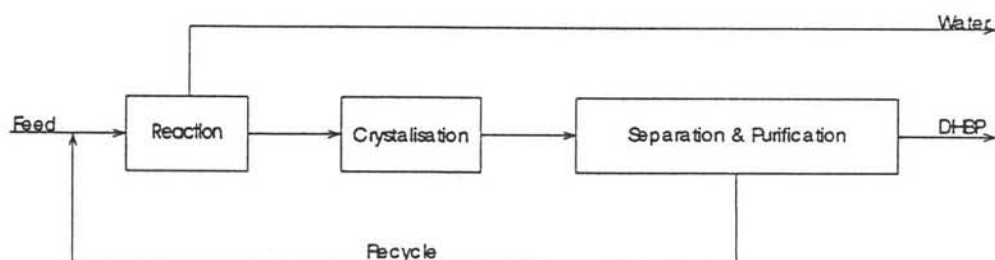 Water
Feed
Reaction
Crystalisation
Separation & Purification
DHBP
Recycle